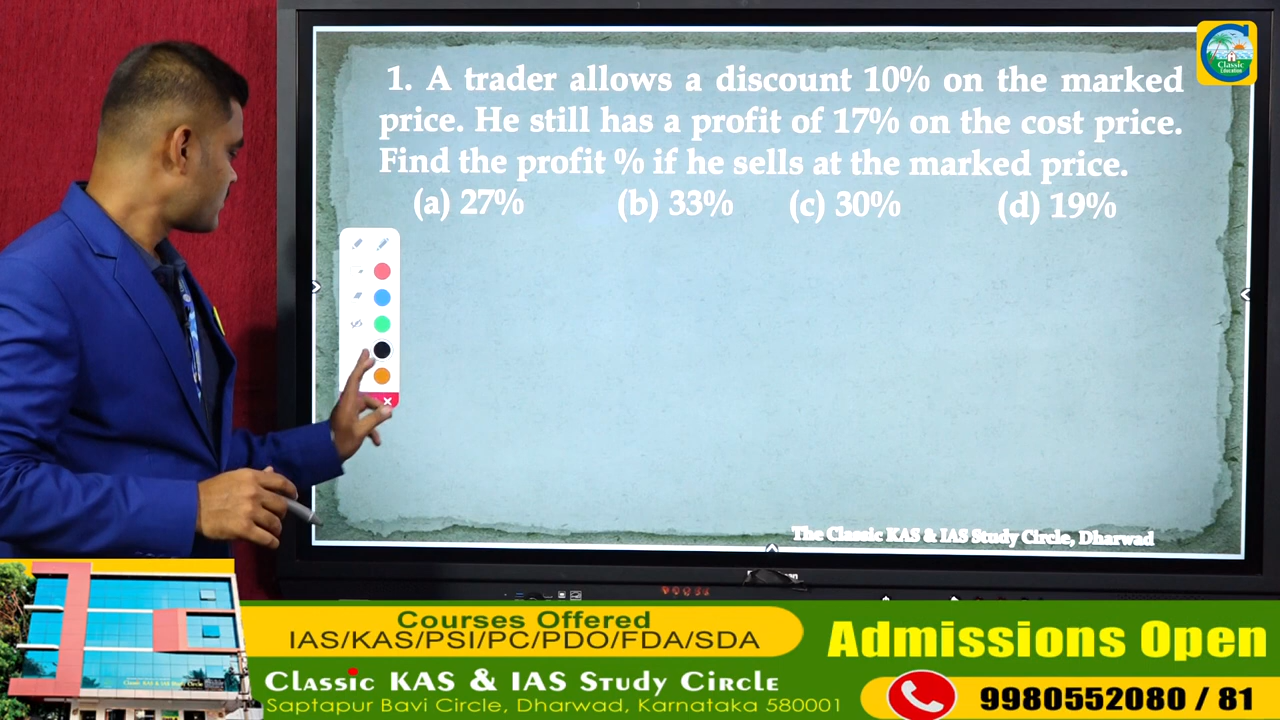 Classic
Education
1. A trader allows a discount 10% on the marked
price. He still has a profit of 17% on the cost price.
Find the profit % if he sells at the marked price.
(a) 27% (b) 33% (c) 30% (d) 19%
The Classic KAS & IAS Study Circle, Dharwad
Courses Offered
IAS/KAS/PSI/PC/PDO/FDA/SDA
Classic KAS & IAS Study Circle
Saptapur Bavi Circle, Dharwad, Karnataka 580001
Admissions Open
9980552080 / 81